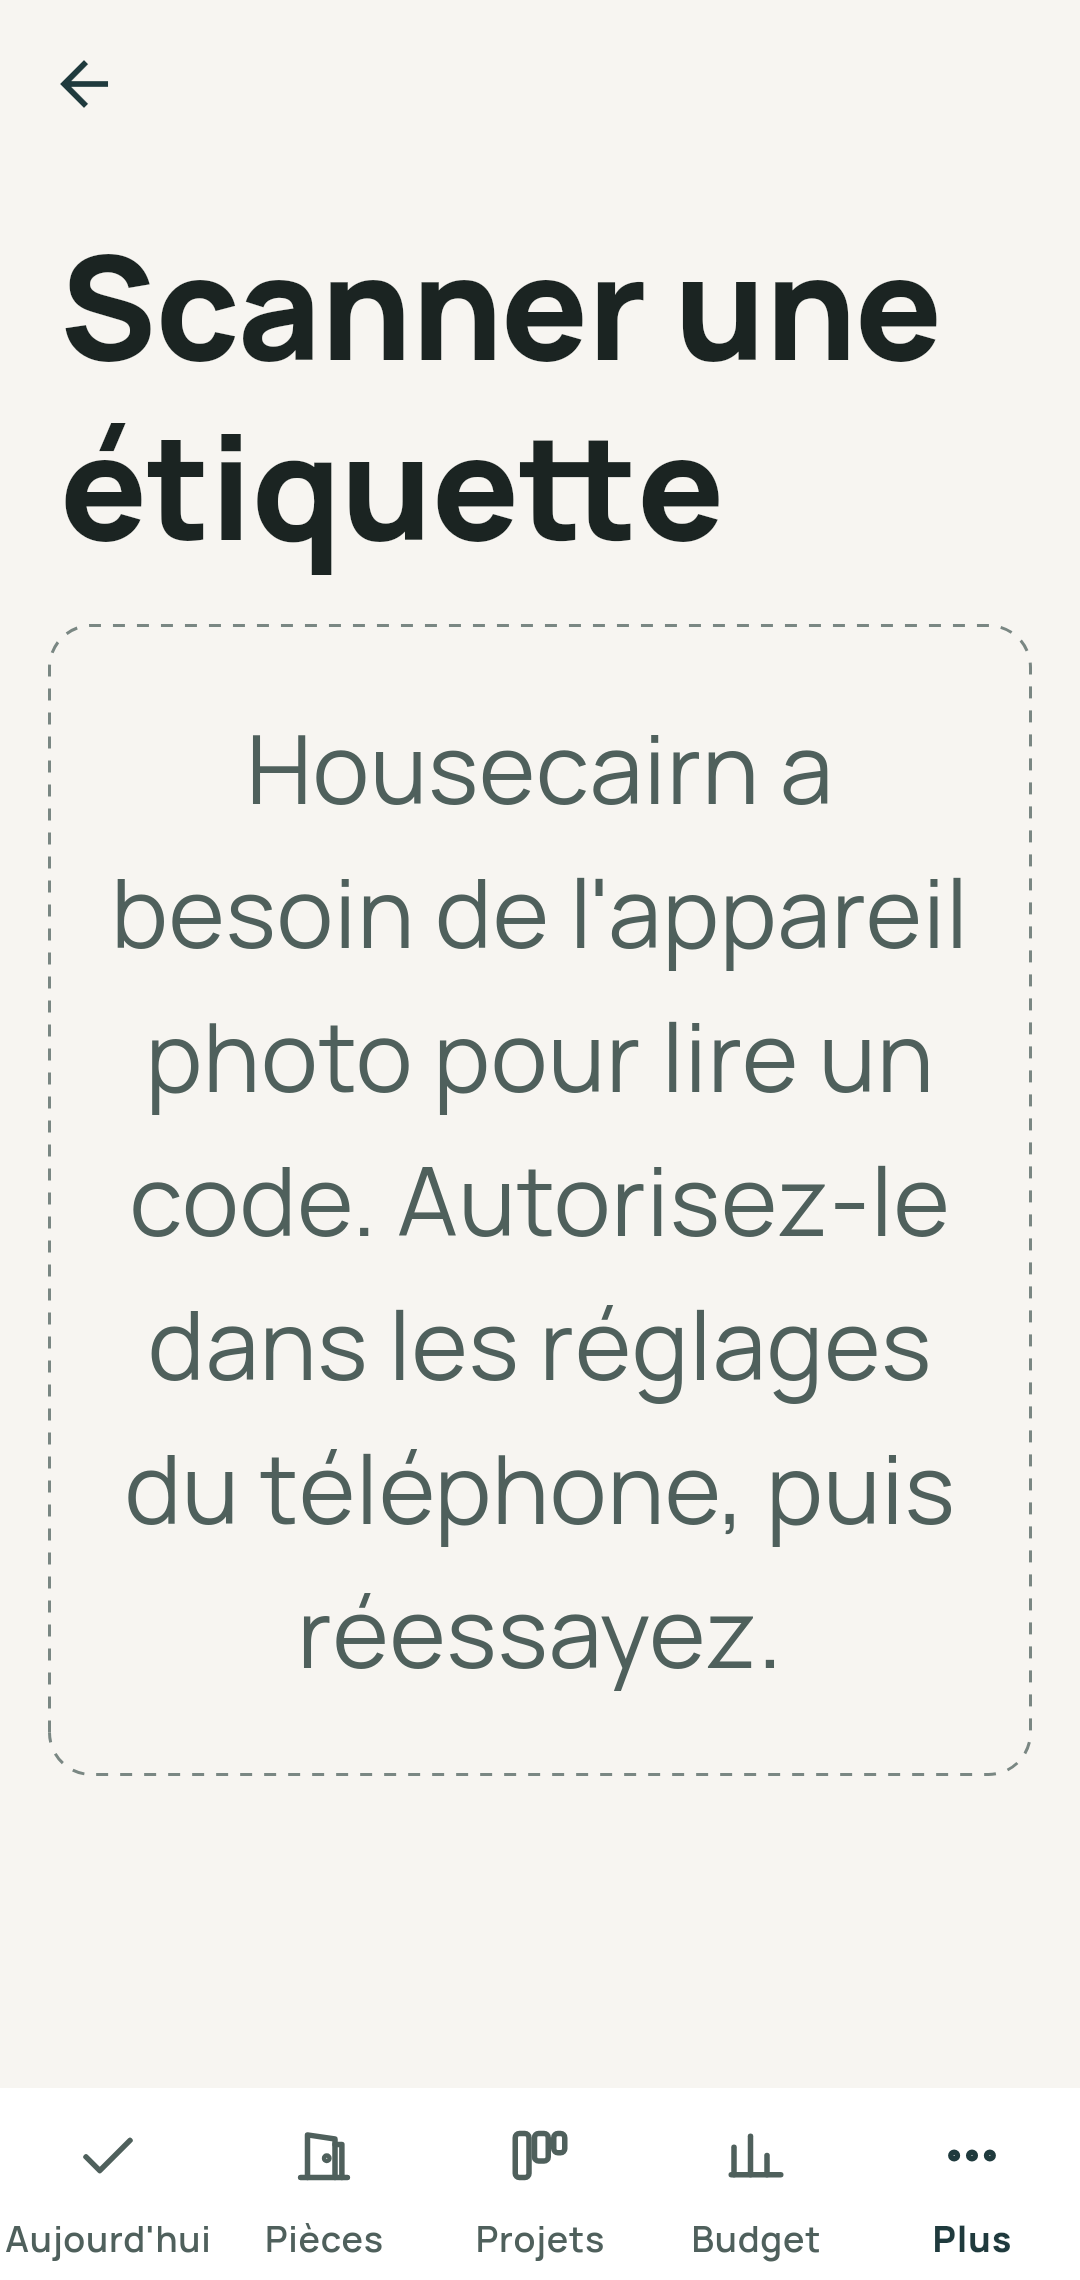 Scanner une
étiquette
Housecairn a
besoin de l'appareil
photo pour lire un
code. Autorisez-le
dans les réglages
du téléphone, puis
réessayez.
Aujourd'hui Pièces Projets Budget Plus